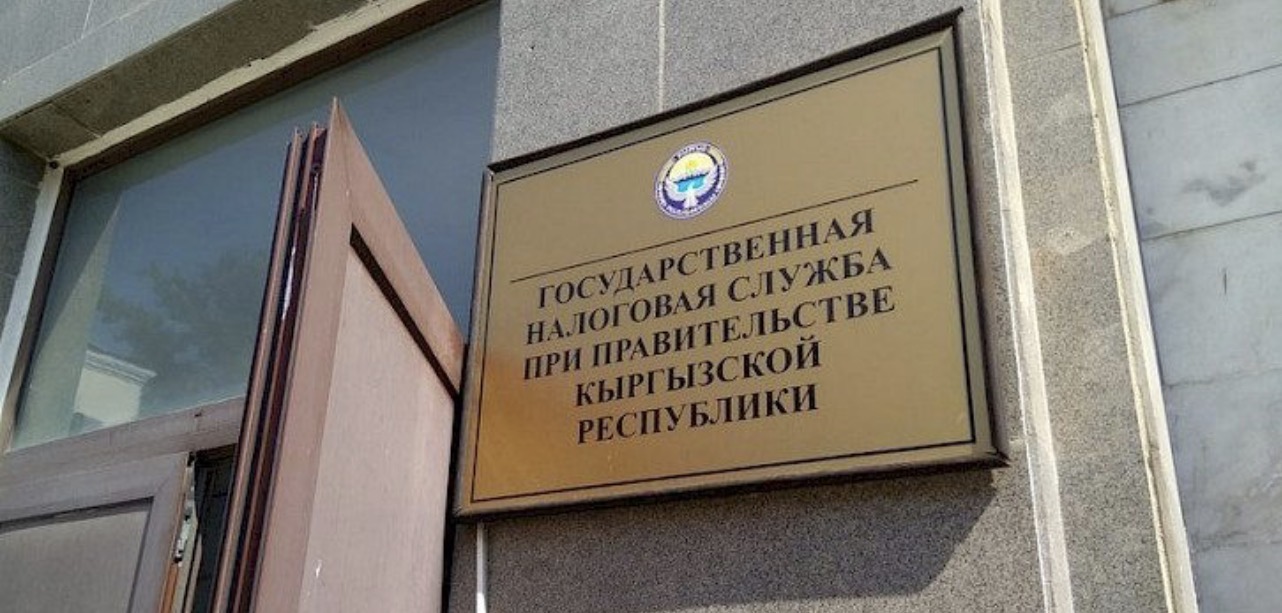 ГОСУДАРСТВЕННАЯ
НАЛОГОВАЯ СЛУЖБА
ПРИ ПРАВИТЕЛЬСТВЕ
КЫРГЫЗСКОЙ
РЕСПУБЛИКИ